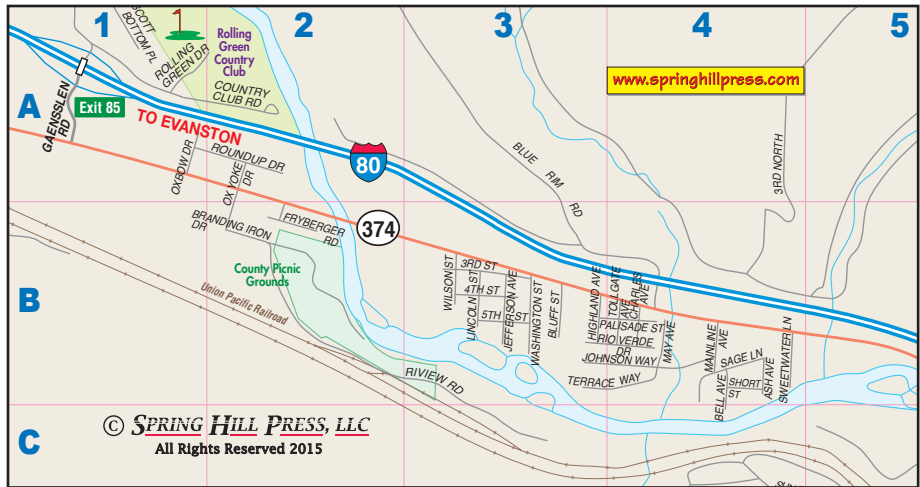 1 2 3 4 5
A
B
C
SCOTT
BOTTOM PL
ROLLING
GREEN DR
Rolling
Green
Country
Club
COUNTRY
CLUB RD
www.springhillpress.com
GAENSSLEN
RD
Exit 85
TO EVANSTON
80
OXBOW DR
ROUNDUP DR
OX YOKE
DR
BLUE RIM RD
3RD NORTH
BRANDING IRON
DR
FRYBERGER
RD
374
County Picnic
Grounds
Union Pacific Railroad
WILSON ST
3RD ST
4TH ST
LINCOLN ST
5TH ST
JEFFERSON AVE
WASHINGTON ST
BLUFF ST
HIGHLAND AVE
TOLLGATE
AVE
CHARLES
AVE
PALISADE ST
RIO VERDE
DR
JOHNSON WAY
MAY AVE
TERRACE WAY
MAINLINE
AVE
SAGE LN
BELL AVE
SHORT
ST
ASH AVE
SWEETWATER LN
RIVIEW RD
© SPRING HILL PRESS, LLC
All Rights Reserved 2015